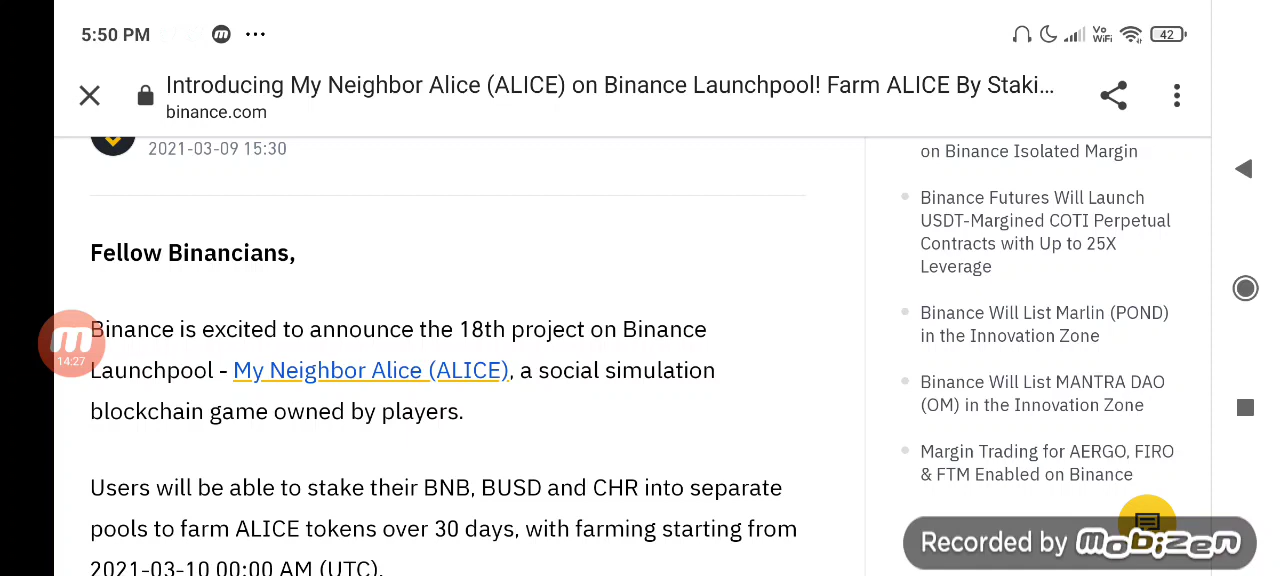 5:50 PM
Vo
WiFi
42
Introducing My Neighbor Alice (ALICE) on Binance Launchpool! Farm ALICE By Staki...
binance.com
2021-03-09 15:30
Fellow Binancians,
Binance is excited to announce the 18th project on Binance
Launchpool - My Neighbor Alice (ALICE), a social simulation
blockchain game owned by players.
Users will be able to stake their BNB, BUSD and CHR into separate
pools to farm ALICE tokens over 30 days, with farming starting from
2021-03-10 00:00 AM (UTC).
14:27
on Binance Isolated Margin
Binance Futures Will Launch
USDT-Margined COTI Perpetual
Contracts with Up to 25X
Leverage
Binance Will List Marlin (POND)
in the Innovation Zone
Binance Will List MANTRA DAO
(OM) in the Innovation Zone
Margin Trading for AERGO, FIRO
& FTM Enabled on Binance
Recorded by mobizen